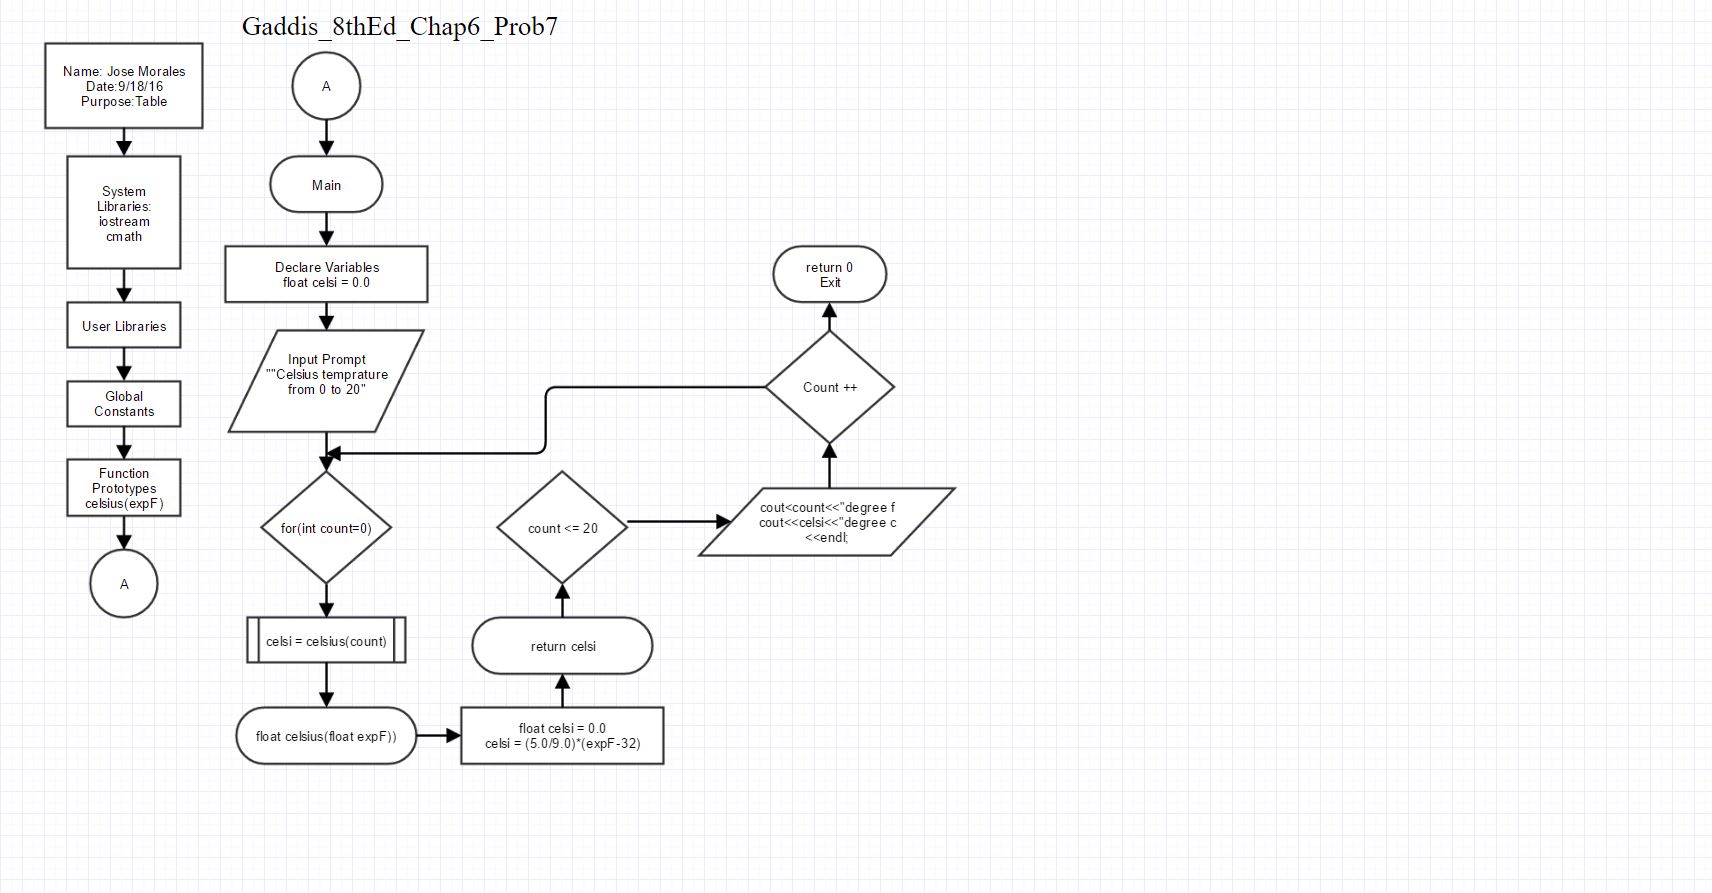 Gaddis_8thEd_Chap6_Prob7
Name: Jose Morales
Date:9/18/16
Purpose:Table
System
Libraries:
iostream
cmath
User Libraries
Global
Constants
Function
Prototypes
celsius(expF)
A
A
Main
Declare Variables
float celsi = 0.0
Input Prompt
""Celsius temprature
from 0 to 20"
for(int count=0)
celsi = celsius(count)
float celsius(float expF))
float celsi = 0.0
celsi = (5.0/9.0)*(expF-32)
return celsi
count <= 20
cout<count<<"degree f
cout<<celsi<<"degree c
<<endl;
Count ++
return 0
Exit